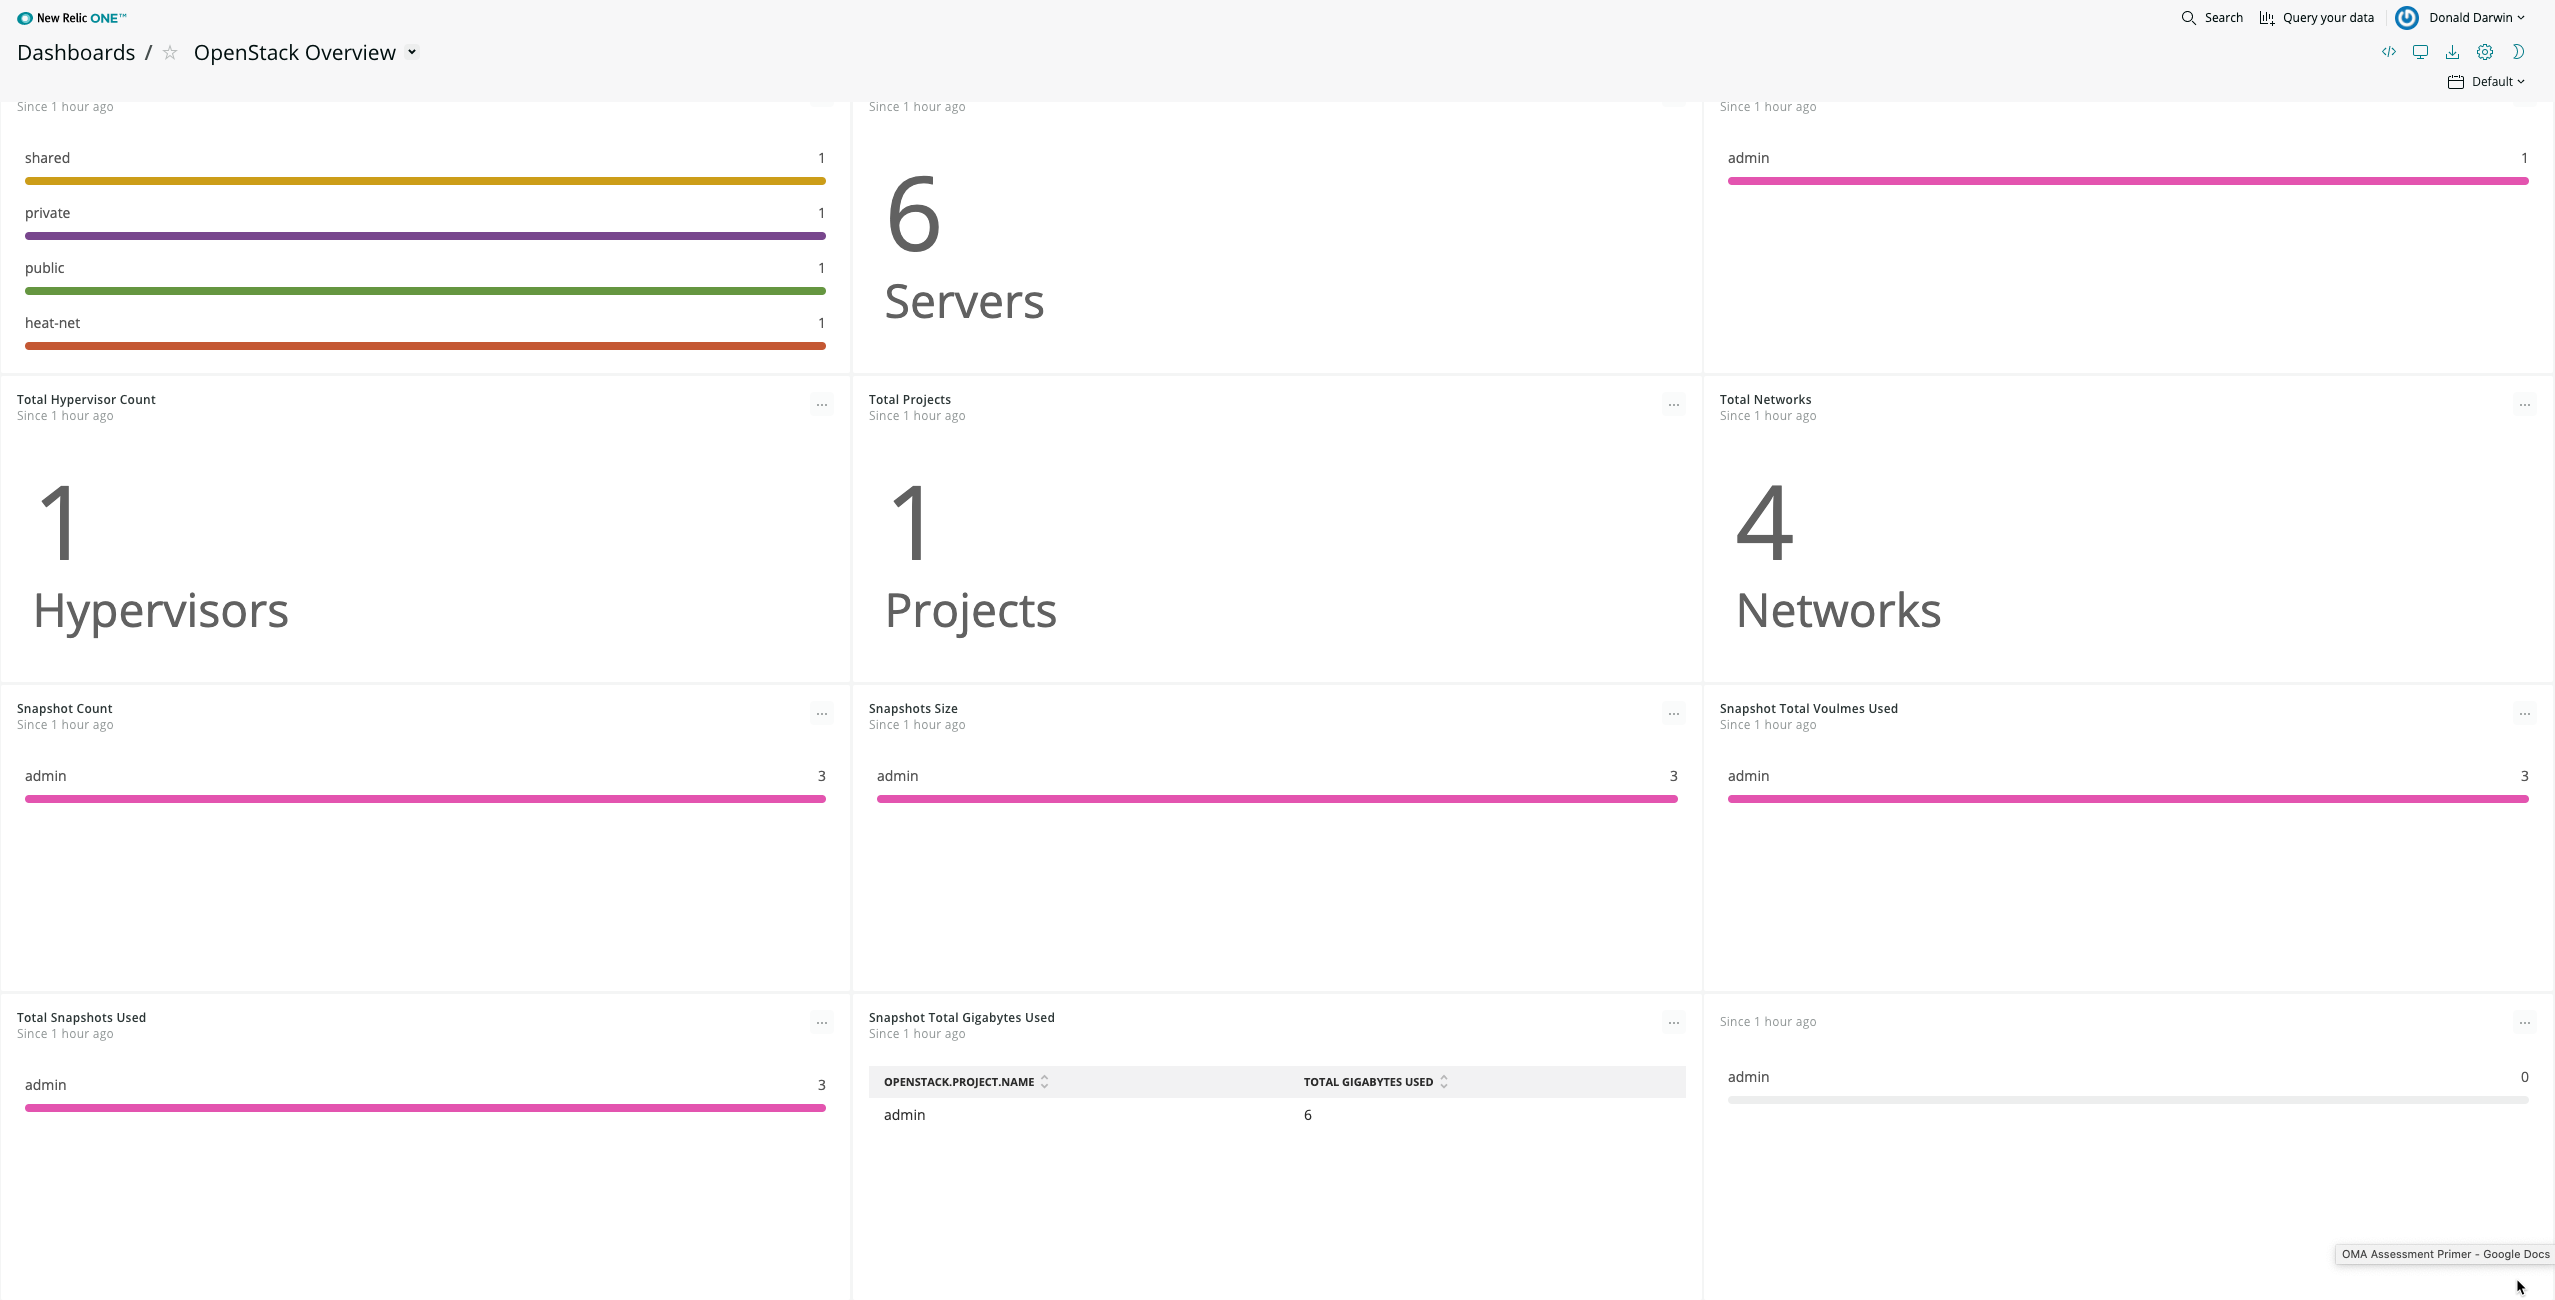 New Relic ONE™
Search
Query your data
Donald Darwin
Dashboards / OpenStack Overview
Default
Since 1 hour ago
shared 1
private 1
public 1
heat-net 1
Since 1 hour ago
6
Servers
Since 1 hour ago
admin 1
Total Hypervisor Count
Since 1 hour ago
1
Hypervisors
Total Projects
Since 1 hour ago
1
Projects
Total Networks
Since 1 hour ago
4
Networks
Snapshot Count
Since 1 hour ago
admin 3
Snapshots Size
Since 1 hour ago
admin 3
Snapshot Total Voulmes Used
Since 1 hour ago
admin 3
Total Snapshots Used
Since 1 hour ago
admin 3
Snapshot Total Gigabytes Used
Since 1 hour ago
OPENSTACK.PROJECT.NAME TOTAL GIGABYTES USED
admin 6
Since 1 hour ago
admin 0
OMA Assessment Primer - Google Docs